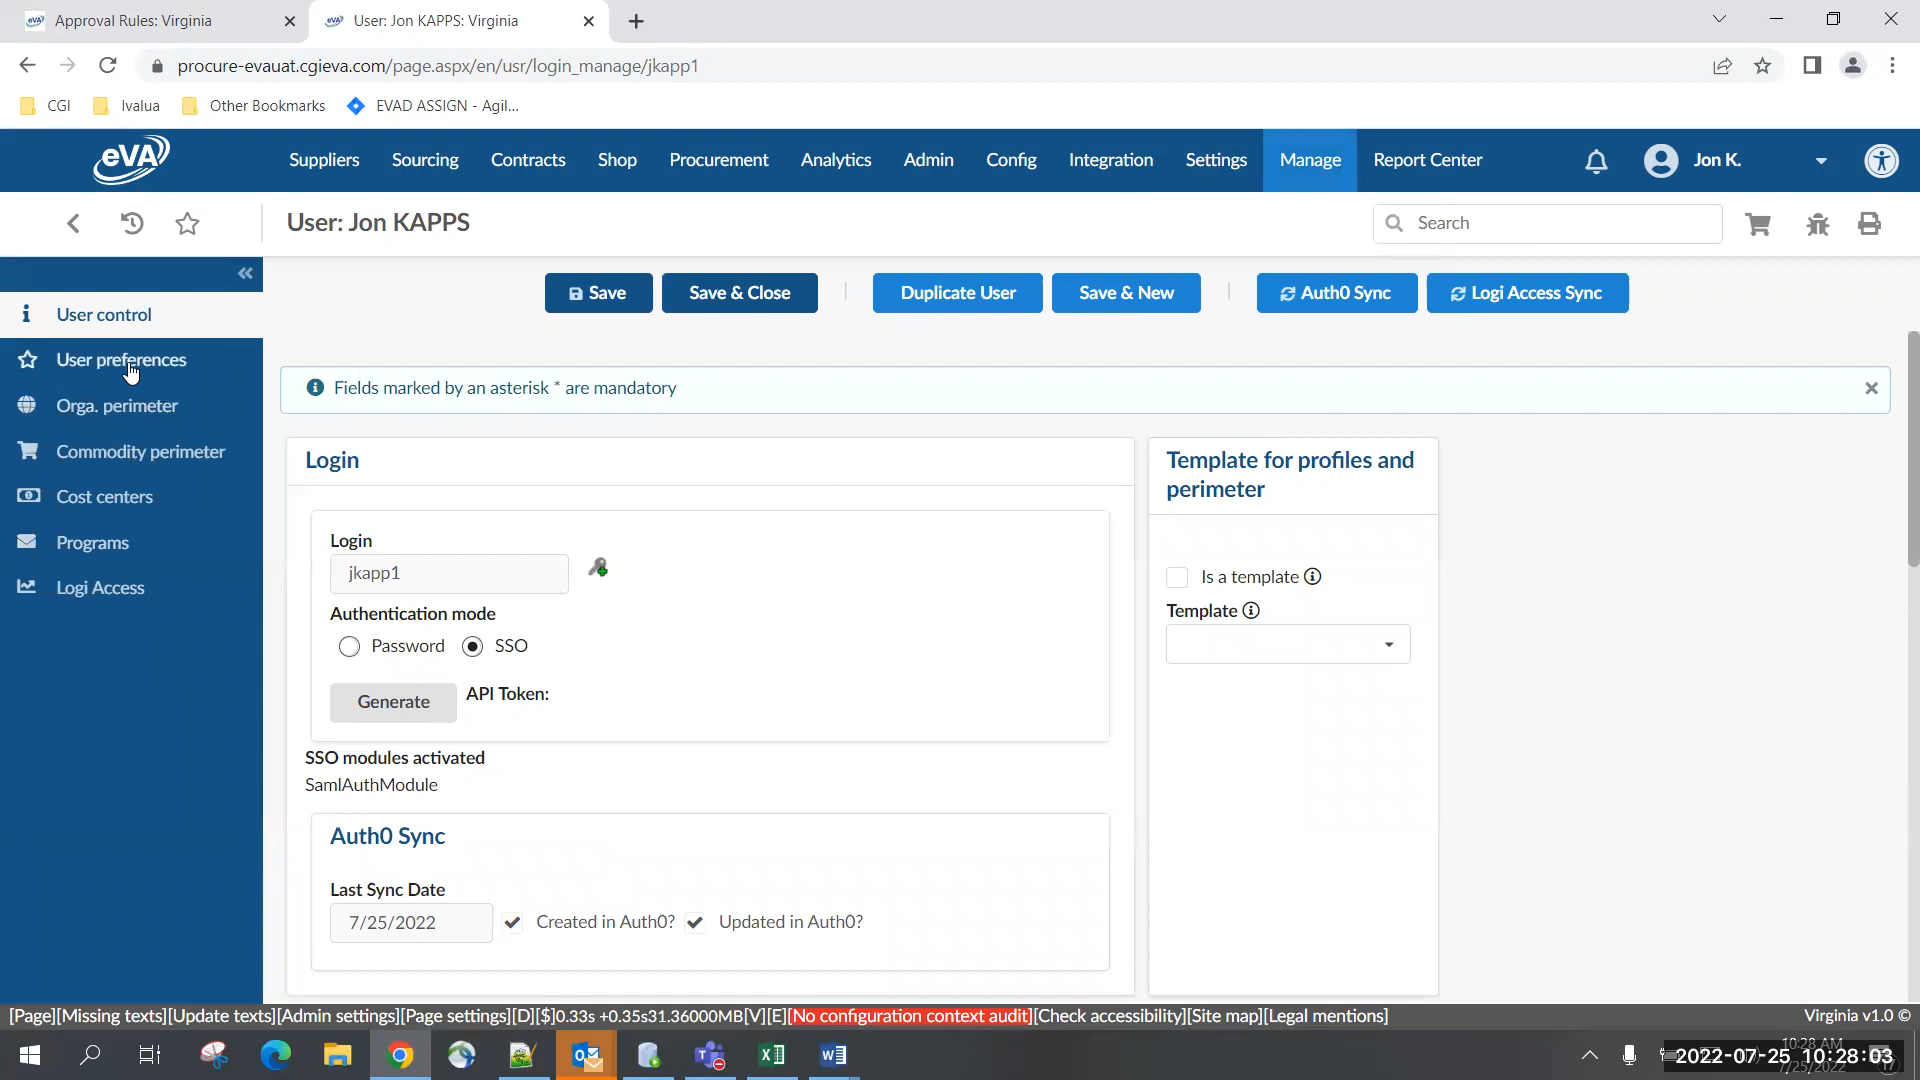 Approval Rules: Virginia
User: Jon KAPPS: Virginia
procure-evauat.cgieva.com/page.aspx/en/usr/login_manage/jkapp1
CGI Ivalua Other Bookmarks EVAD ASSIGN - Agil...
eVA Suppliers Sourcing Contracts Shop Procurement Analytics Admin Config Integration Settings Manage Report Center Jon K.
User: Jon KAPPS
Search
User control
User preferences
Orga. perimeter
Commodity perimeter
Cost centers
Programs
Logi Access
Save Save & Close Duplicate User Save & New Auth0 Sync Logi Access Sync
Fields marked by an asterisk * are mandatory
Login
Login
jkapp1
Authentication mode
Password SSO
Generate API Token:
SSO modules activated
SamlAuthModule
Auth0 Sync
Last Sync Date
7/25/2022 Created in Auth0? Updated in Auth0?
Template for profiles and
perimeter
Is a template
Template
[Page][Missing texts][Update texts][Admin settings][Page settings][D][$]0.33s +0.35s31.36000MB[V][E][No configuration context audit][Check accessibility][Site map][Legal mentions] Virginia v1.0 ©
10:28 AM
2022-07-25 10:28:03
7/25/2022
17